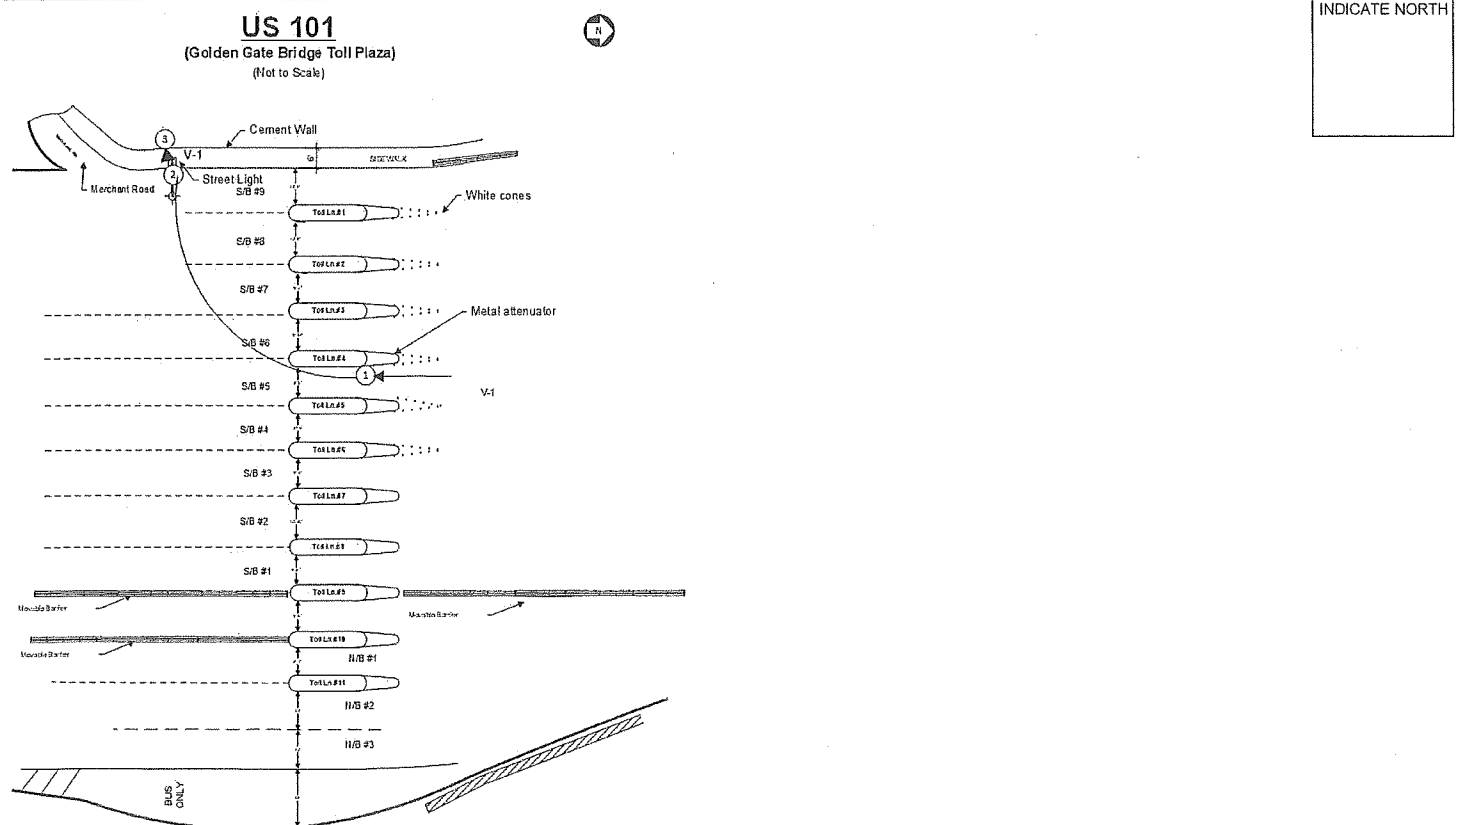 US 101
(Golden Gate Bridge Toll Plaza)
(Not to Scale)
N
INDICATE NORTH
Cement Wall
3
V-1
SIDEWALK
2
Street Light
Merchant Road
S/B #9
White cones
Toll Ln #1
S/B #8
Toll Ln #2
S/B #7
Toll Ln #3
Metal attenuator
S/B #6
Toll Ln #4
1
S/B #5
V-1
Toll Ln #5
S/B #4
Toll Ln #6
S/B #3
Toll Ln #7
S/B #2
Toll Ln #8
S/B #1
Toll Ln #9
Movable Barrier
Movable Barrier
Toll Ln #10
Movable Barrier
N/B #1
Toll Ln #11
N/B #2
N/B #3
BUS
ONLY